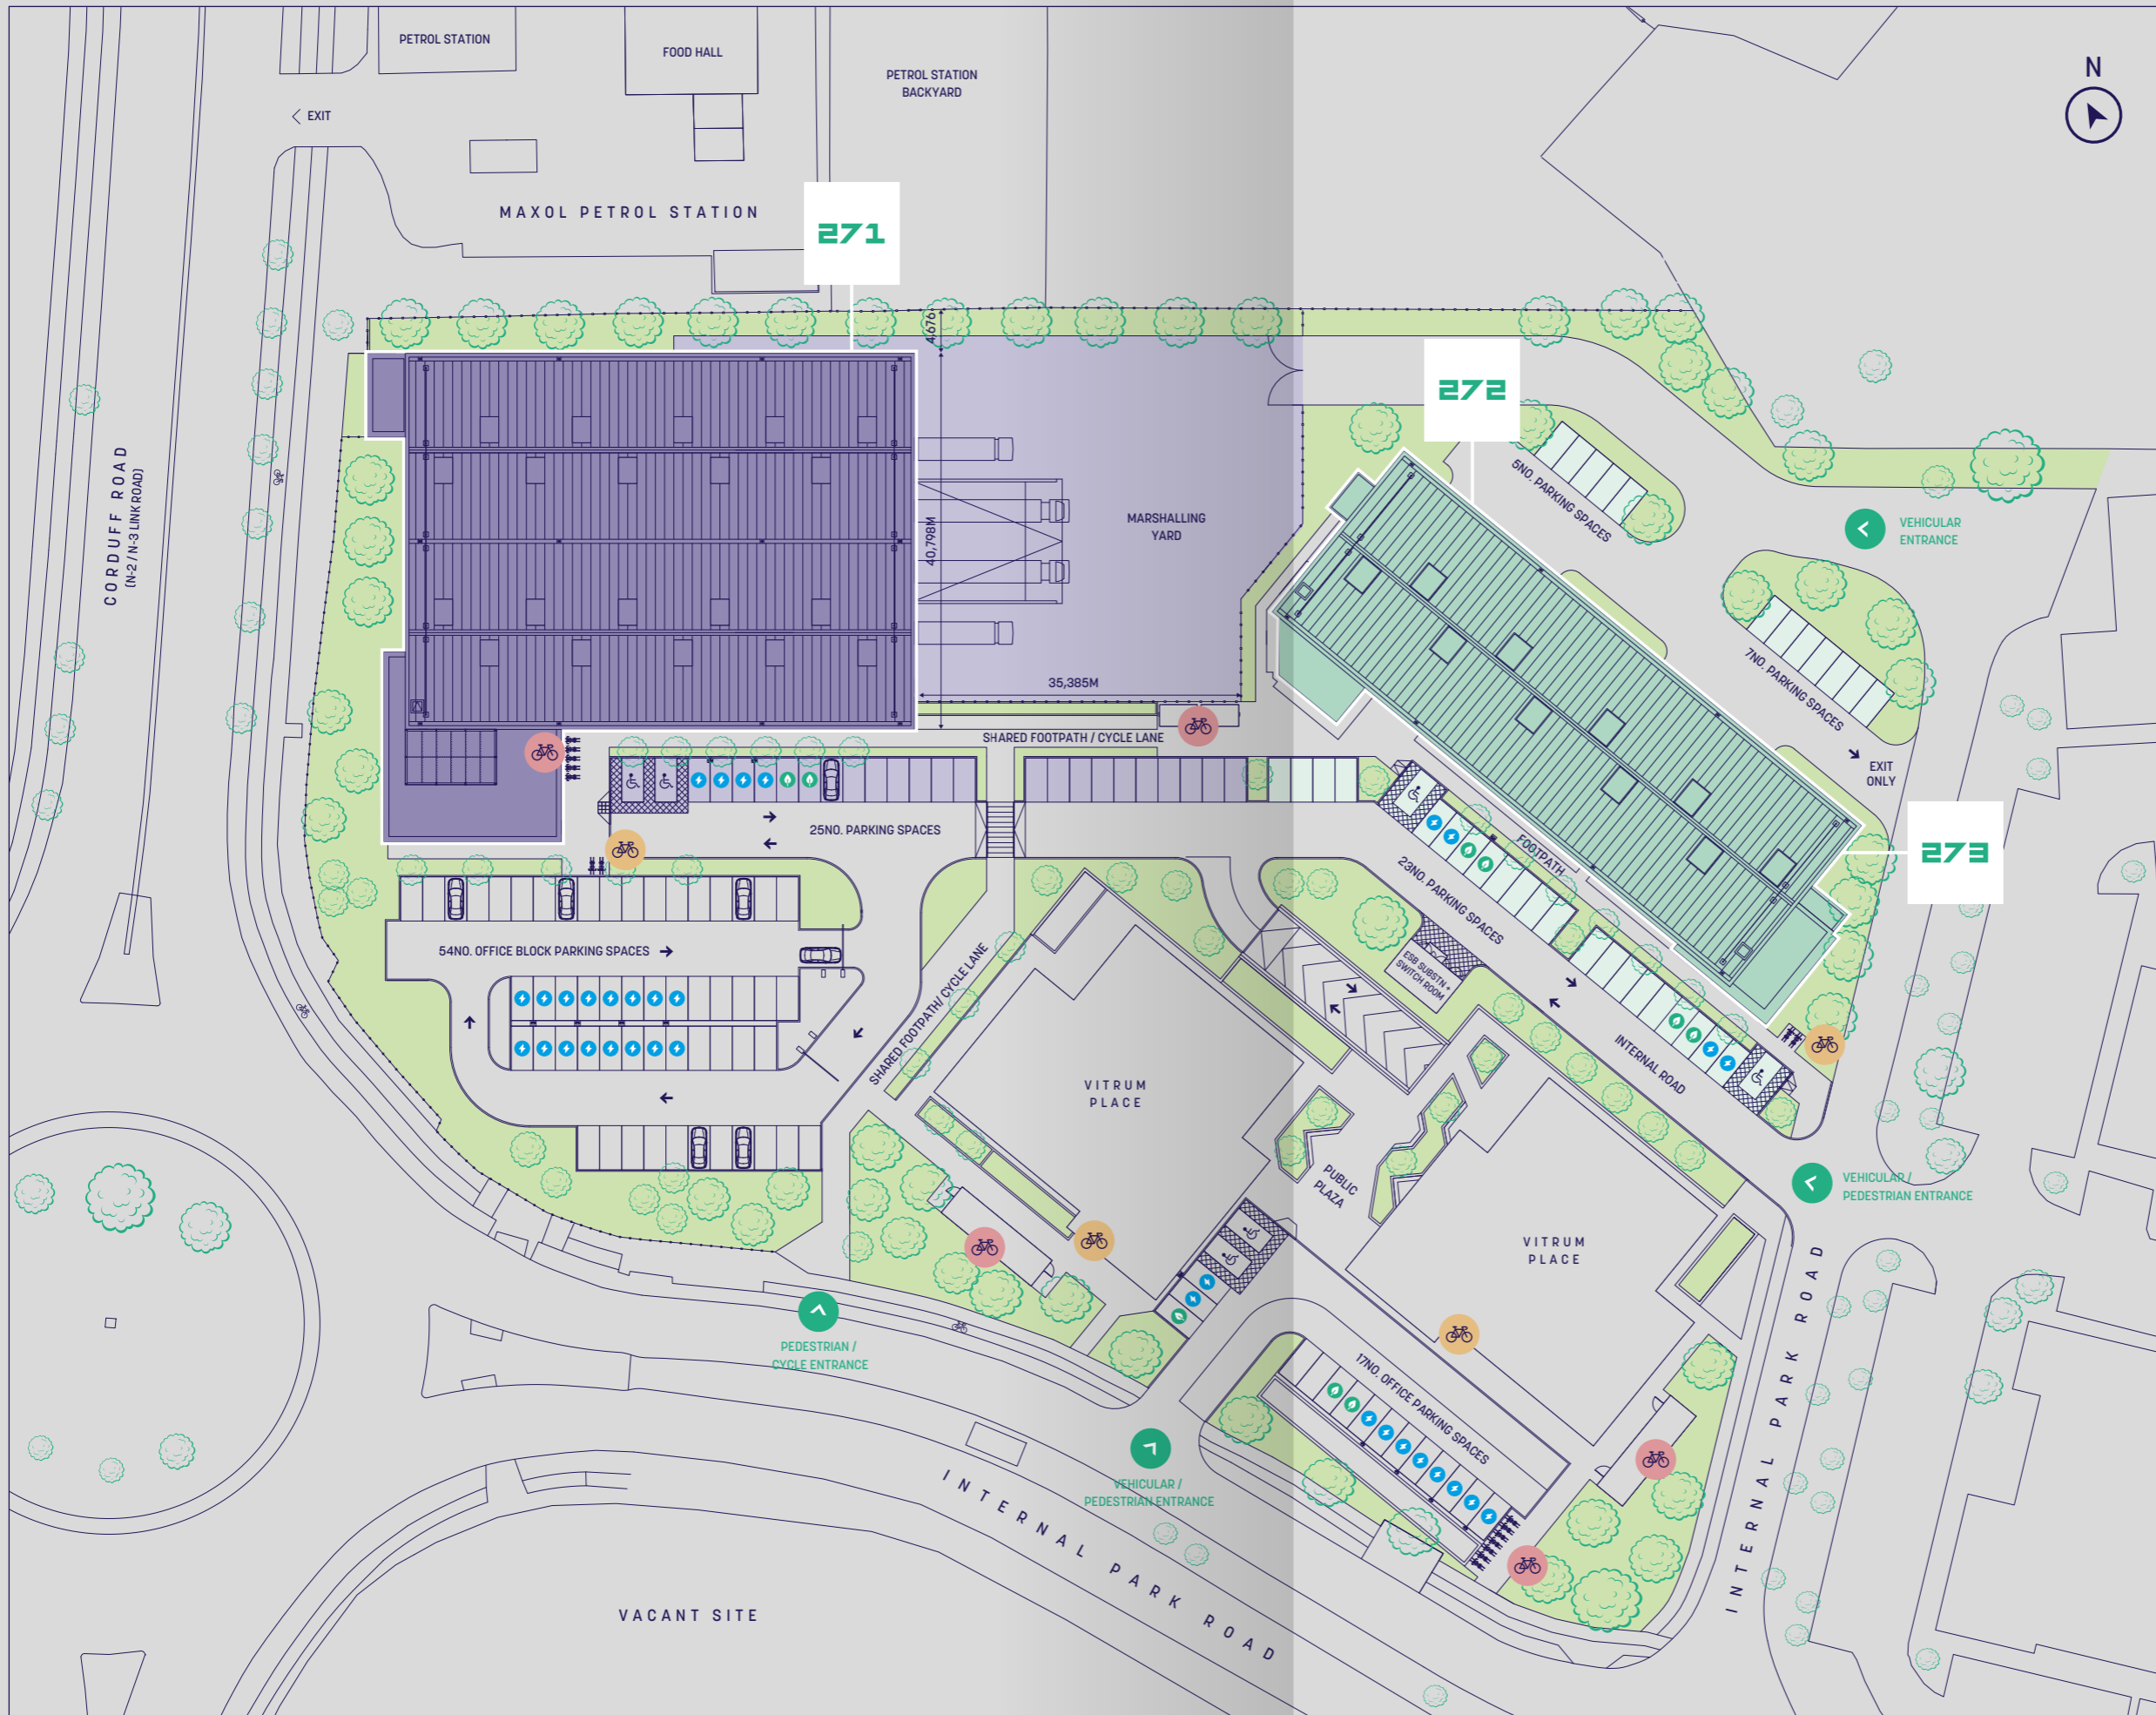 PETROL STATION
FOOD HALL
PETROL STATION
BACKYARD
N
EXIT
MAXOL PETROL STATION
271
4,676
272
CORDUFF ROAD
(N-2 / N-3 LINK ROAD)
40,798M
MARSHALLING
YARD
5NO. PARKING SPACES
VEHICULAR
ENTRANCE
35,385M
7NO. PARKING SPACES
SHARED FOOTPATH / CYCLE LANE
EXIT
ONLY
25NO. PARKING SPACES
FOOTPATH
273
23NO. PARKING SPACES
54NO. OFFICE BLOCK PARKING SPACES
ESB SUBSTN +
SWITCH ROOM
SHARED FOOTPATH/ CYCLE LANE
INTERNAL ROAD
VITRUM
PLACE
PUBLIC
PLAZA
VEHICULAR /
PEDESTRIAN ENTRANCE
VITRUM
PLACE
PEDESTRIAN /
CYCLE ENTRANCE
17NO. OFFICE PARKING SPACES
VEHICULAR /
PEDESTRIAN ENTRANCE
INTERNAL PARK ROAD
INTERNAL PARK ROAD
VACANT SITE